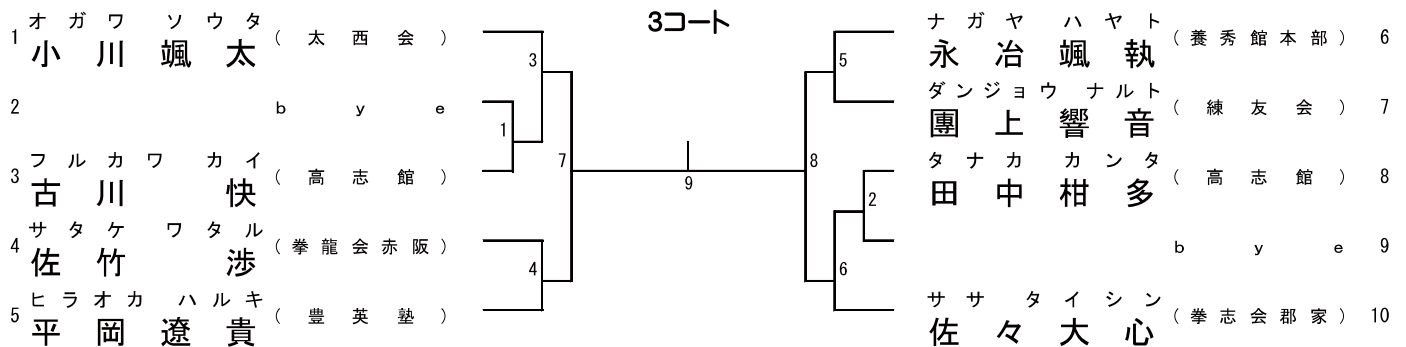 3コート
オガワ ソウタ
1 小川颯太 (太西会)
2 bye
フルカワ カイ
3 古川快 (高志館)
サタケ ワタル
4 佐竹渉 (拳龍会赤阪)
ヒラオカ ハルキ
5 平岡遼貴 (豊英塾)
3
1
7
4
9
5
8
2
6
ナガヤ ハヤト
永冶颯執 (養秀館本部) 6
ダンジョウ ナルト
團上響音 (練友会) 7
タナカ カンタ
田中柑多 (高志館) 8
bye 9
ササ タイシン
佐々大心 (拳志会郡家) 10